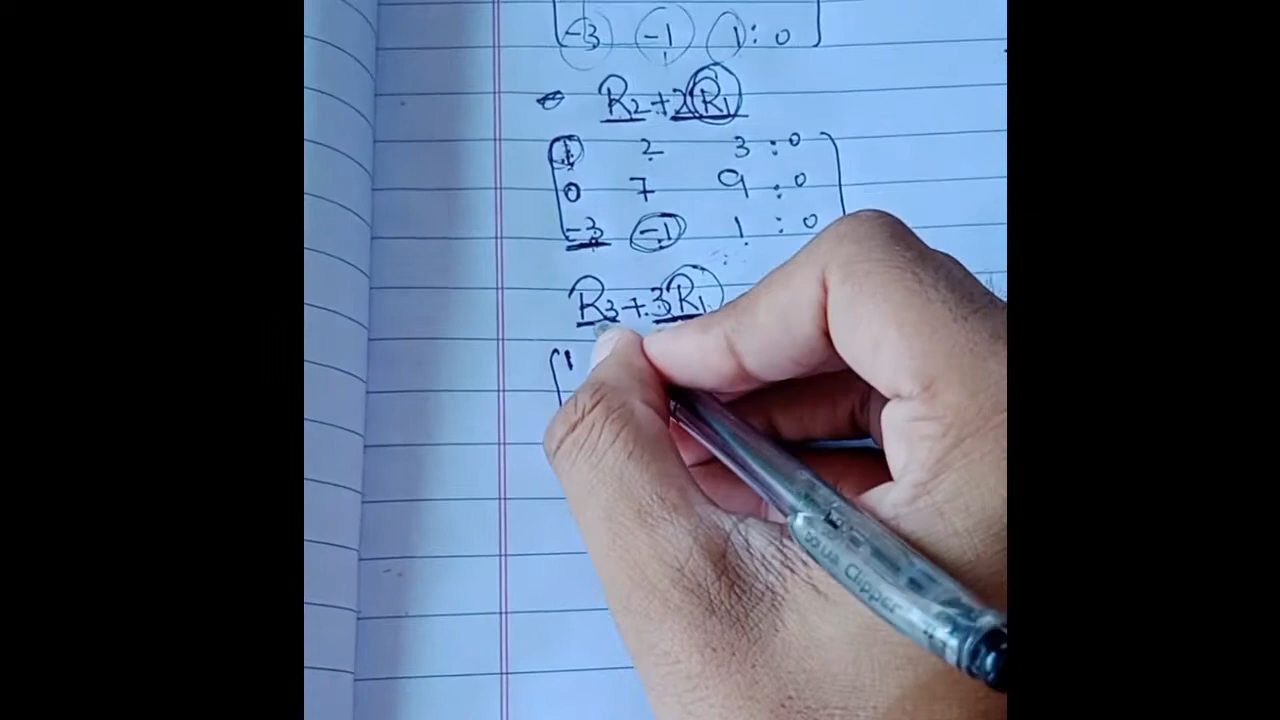 -3 -1 1 : 0
R2 + 2R1
1 2 3 : 0
0 7 9 : 0
-3 -1 1 : 0
R3 + 3R1
1
Clipper